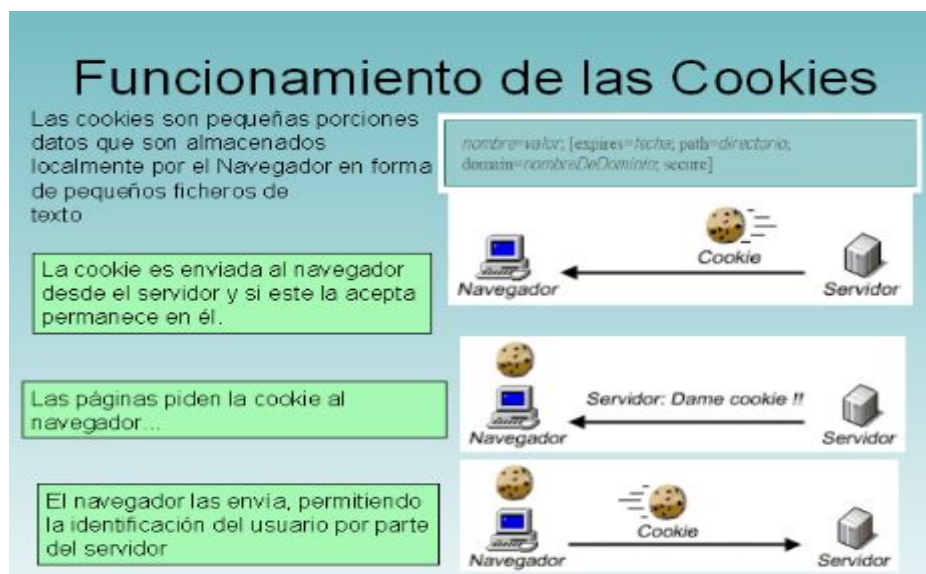 Funcionamiento de las Cookies
Las cookies son pequeñas porciones
datos que son almacenados
localmente por el Navegador en forma
de pequeños ficheros de
texto
nombre=valor; [expires=fecha; path=directorio;
domain=nombreDeDominio; secure]
La cookie es enviada al navegador
desde el servidor y si este la acepta
permanece en él.
Cookie
Navegador
Servidor
Las páginas piden la cookie al
navegador...
Servidor: Dame cookie !!
Navegador
Servidor
El navegador las envia, permitiendo
la identificación del usuario por parte
del servidor
Cookie
Navegador
Servidor